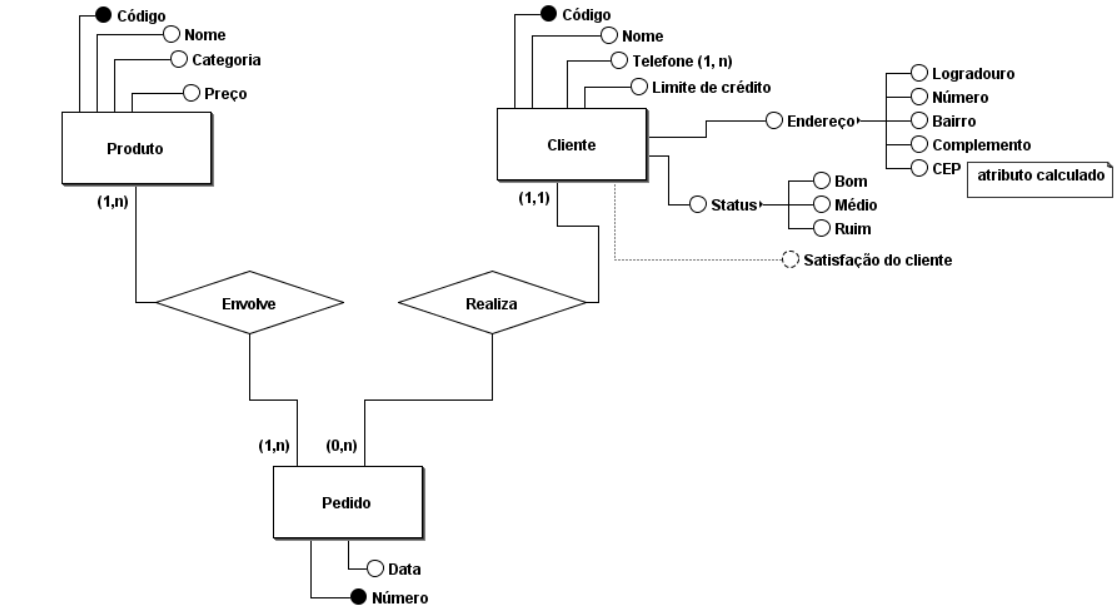 Código
Nome
Categoria
Preço
Produto
(1,n)
Código
Nome
Telefone (1, n)
Limite de crédito
Cliente
(1,1)
Endereço
Logradouro
Número
Bairro
Complemento
CEP
atributo calculado
Status
Bom
Médio
Ruim
Satisfação do cliente
Envolve
Realiza
(1,n)
(0,n)
Pedido
Data
Número